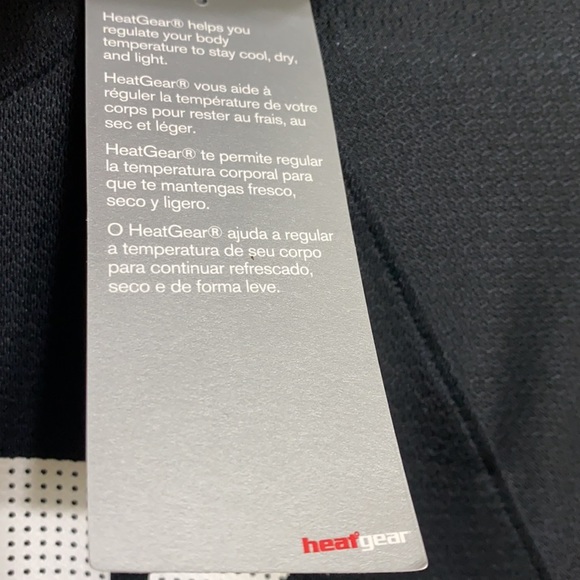 HeatGear® helps you
regulate your body
temperature to stay cool, dry,
and light.
HeatGear® vous aide à
réguler la température de votre
corps pour rester au frais, au
sec et léger.
HeatGear® te permite regular
la temperatura corporal para
que te mantengas fresco,
seco y ligero.
O HeatGear® ajuda a regular
a temperatura de seu corpo
para continuar refrescado,
seco e de forma leve.
heatgear